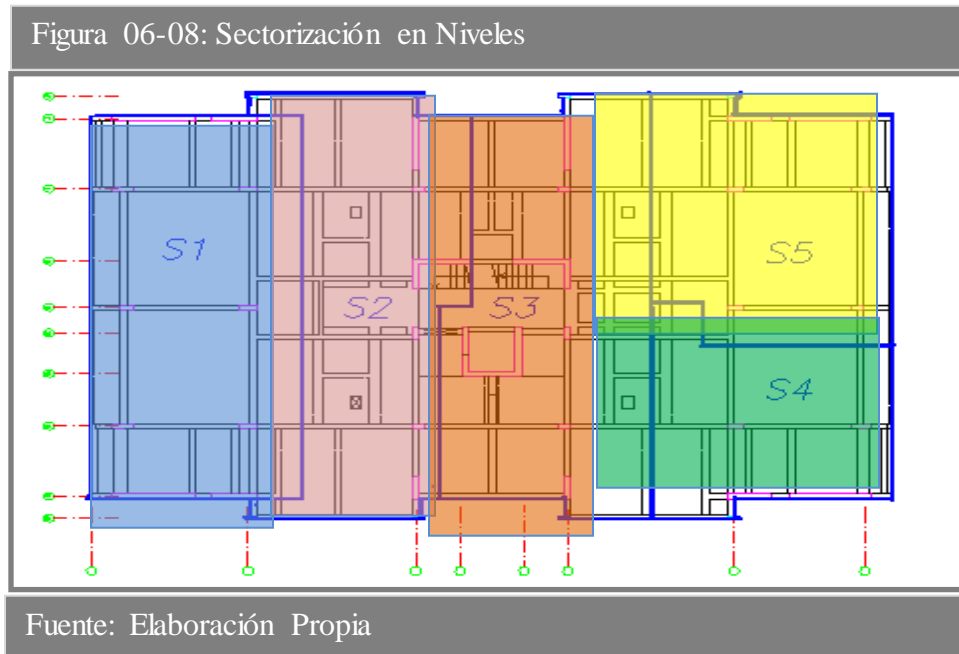 Figura 06-08: Sectorización en Niveles
S1
S2
S3
S5
S4
Fuente: Elaboración Propia